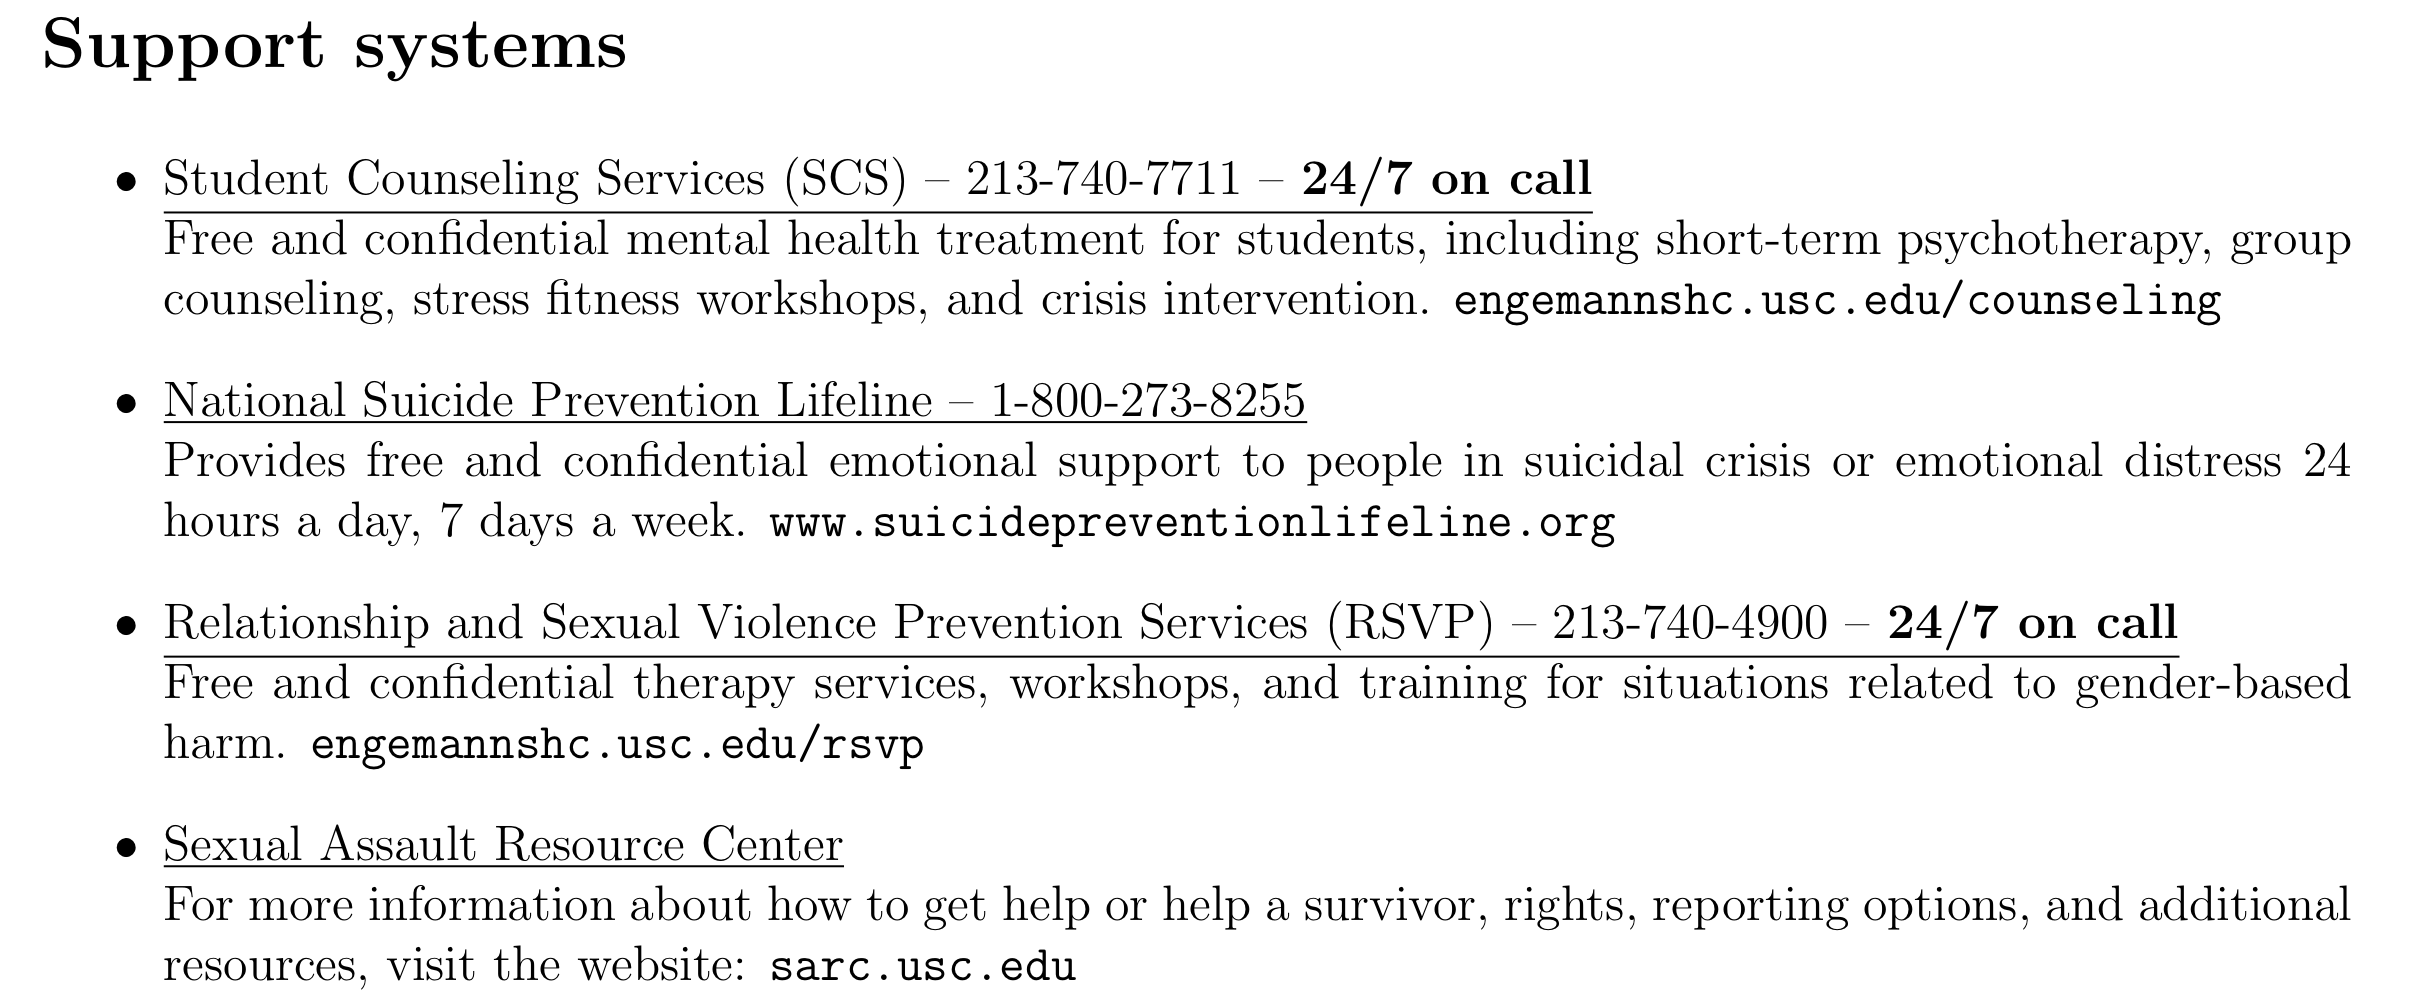 Support systems
• Student Counseling Services (SCS) – 213-740-7711 – 24/7 on call
Free and confidential mental health treatment for students, including short-term psychotherapy, group
counseling, stress fitness workshops, and crisis intervention. engemannshc.usc.edu/counseling
• National Suicide Prevention Lifeline – 1-800-273-8255
Provides free and confidential emotional support to people in suicidal crisis or emotional distress 24
hours a day, 7 days a week. www.suicidepreventionlifeline.org
• Relationship and Sexual Violence Prevention Services (RSVP) – 213-740-4900 – 24/7 on call
Free and confidential therapy services, workshops, and training for situations related to gender-based
harm. engemannshc.usc.edu/rsvp
• Sexual Assault Resource Center
For more information about how to get help or help a survivor, rights, reporting options, and additional
resources, visit the website: sarc.usc.edu